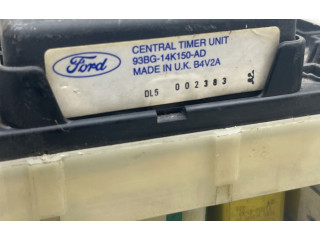 Ford
CENTRAL TIMER UNIT
93BG-14K150-AD
MADE IN U.K. B4V2A
DL5 002383